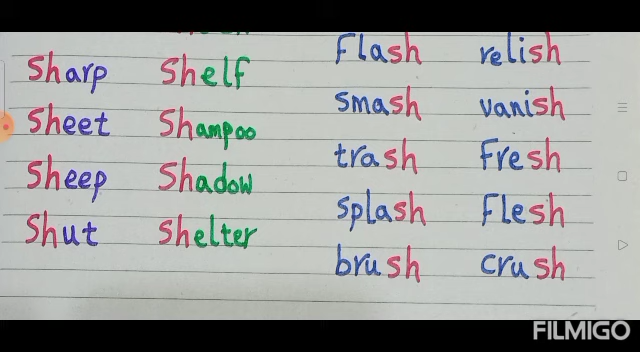 Sharp Shelf Flash relish
Sheet Shampoo smash vanish
Sheep Shadow trash Fresh
Shut Shelter splash Flesh
brush crush
FILMIGO